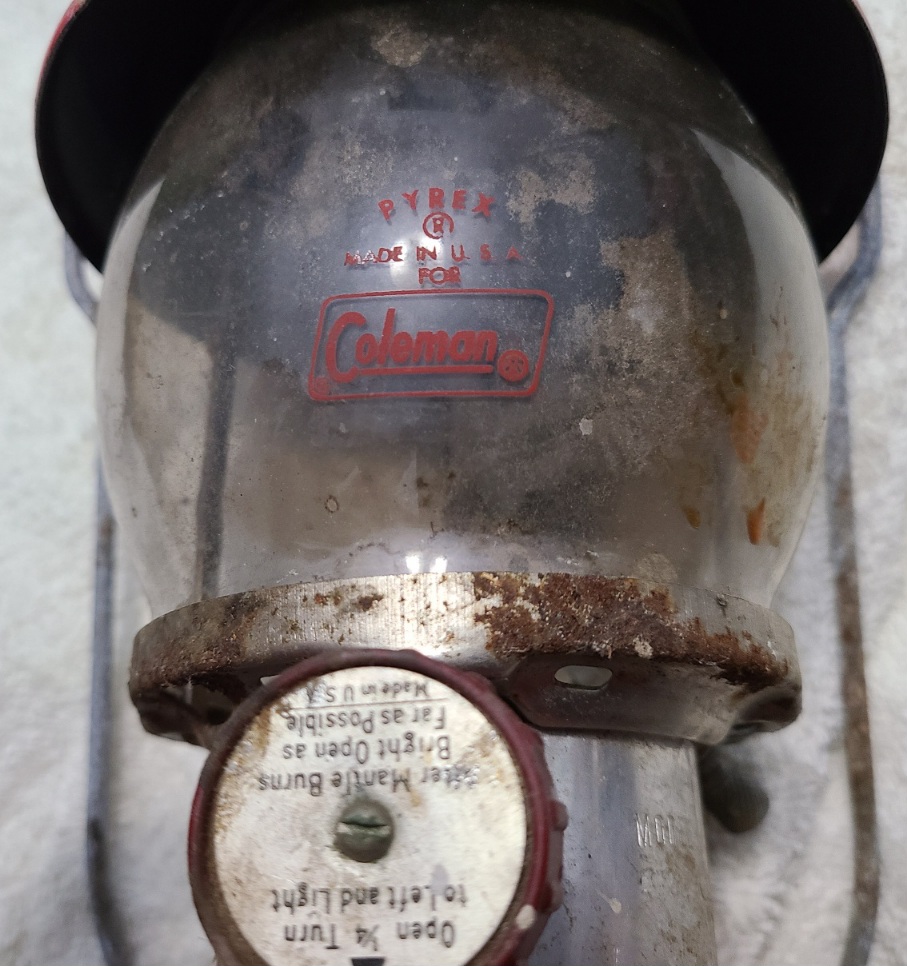 PYREX
®
MADE IN U.S.A.
FOR
Coleman ®
Open ¼ Turn
to Left and Light
After Mantle Burns
Bright Open as
Far as Possible
Made in U.S.A.
MOD